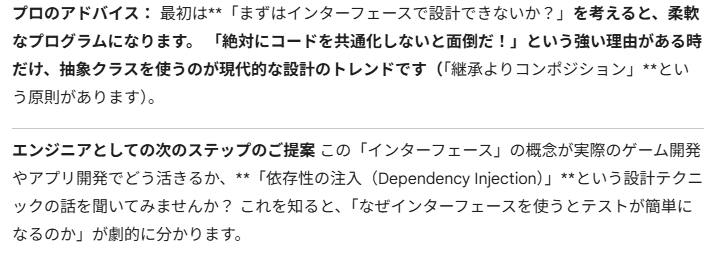 プロのアドバイス： 最初は**「まずはインターフェースで設計できないか？」を考えると、柔軟
なプログラムになります。 「絶対にコードを共通化しないと面倒だ！」という強い理由がある時
だけ、抽象クラスを使うのが現代的な設計のトレンドです（「継承よりコンポジション」**とい
う原則があります）。
エンジニアとしての次のステップのご提案 この「インターフェース」の概念が実際のゲーム開発
やアプリ開発でどう活きるか、**「依存性の注入（Dependency Injection）」**という設計テクニ
ックの話を聞いてみませんか？ これを知ると、「なぜインターフェースを使うとテストが簡単に
なるのか」が劇的に分かります。